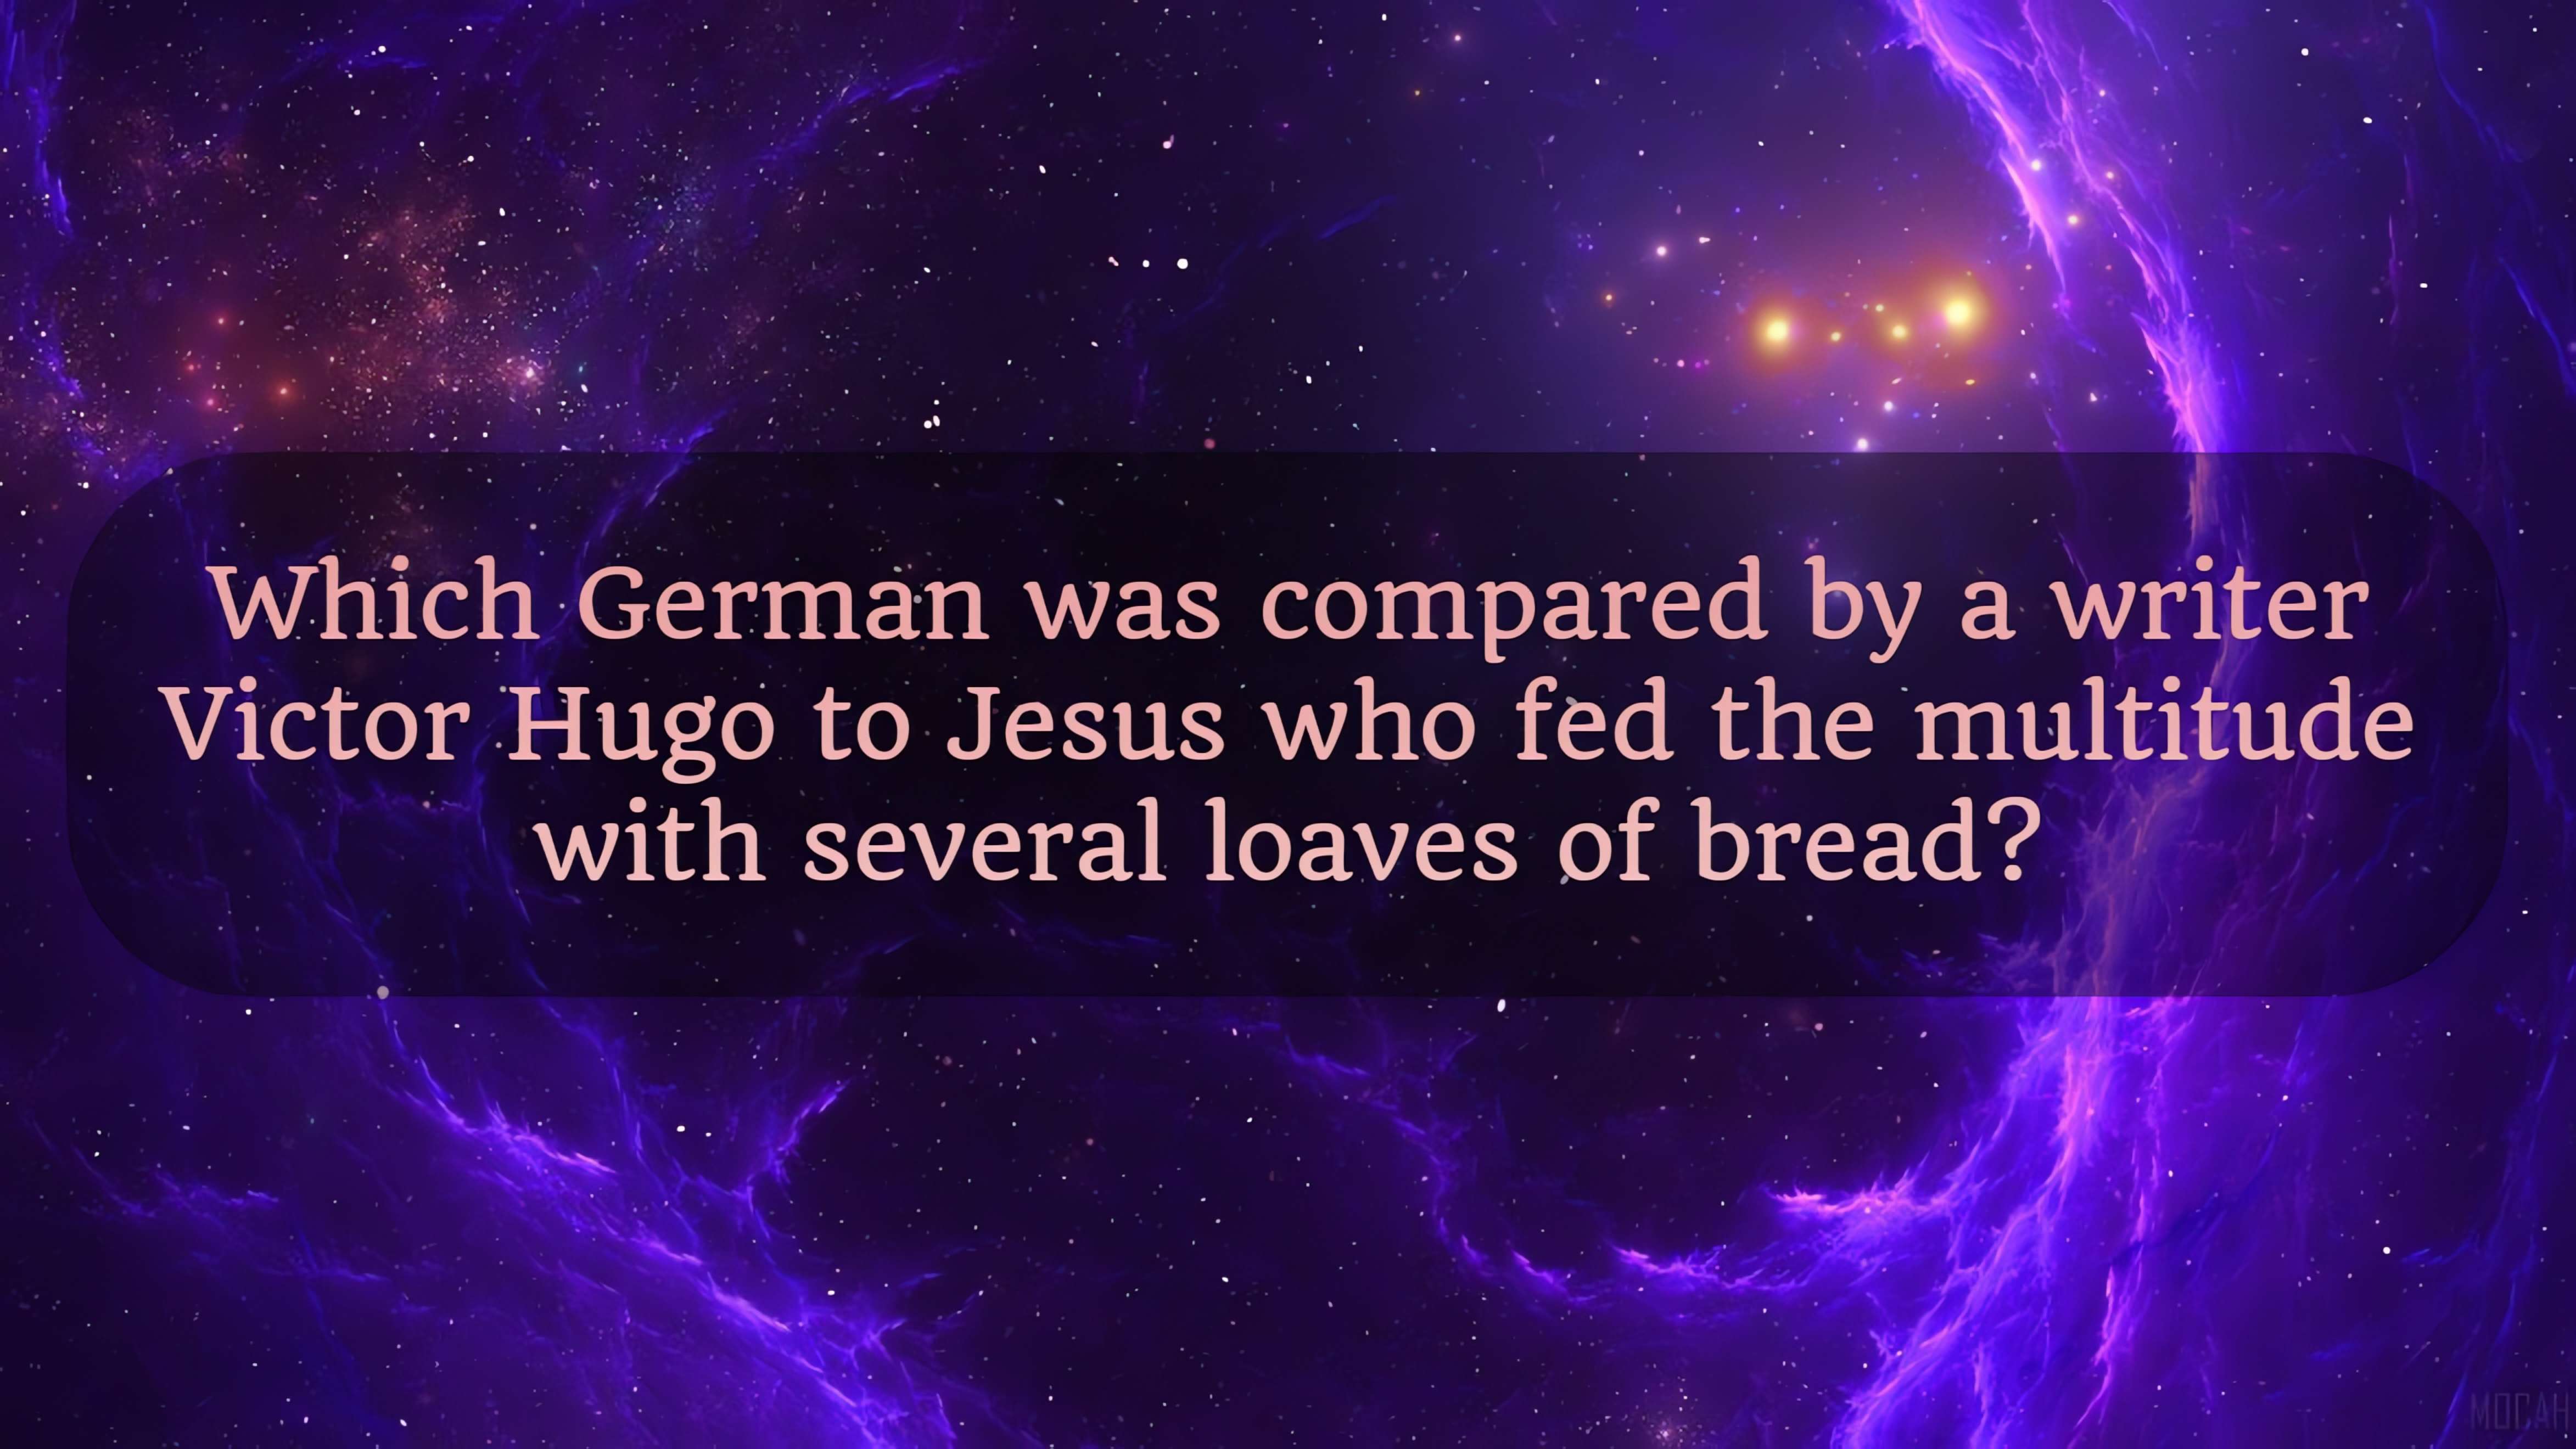 Which German was compared by a writer
Victor Hugo to Jesus who fed the multitude
with several loaves of bread?
MOCAH